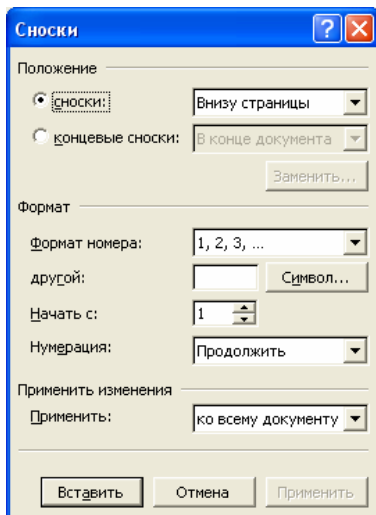 Сноски
Положение
сноски: Внизу страницы
концевые сноски: В конце документа
Заменить...
Формат
Формат номера: 1, 2, 3, ...
другой: Символ...
Начать с: 1
Нумерация: Продолжить
Применить изменения
Применить: ко всему документу
Вставить Отмена Применить